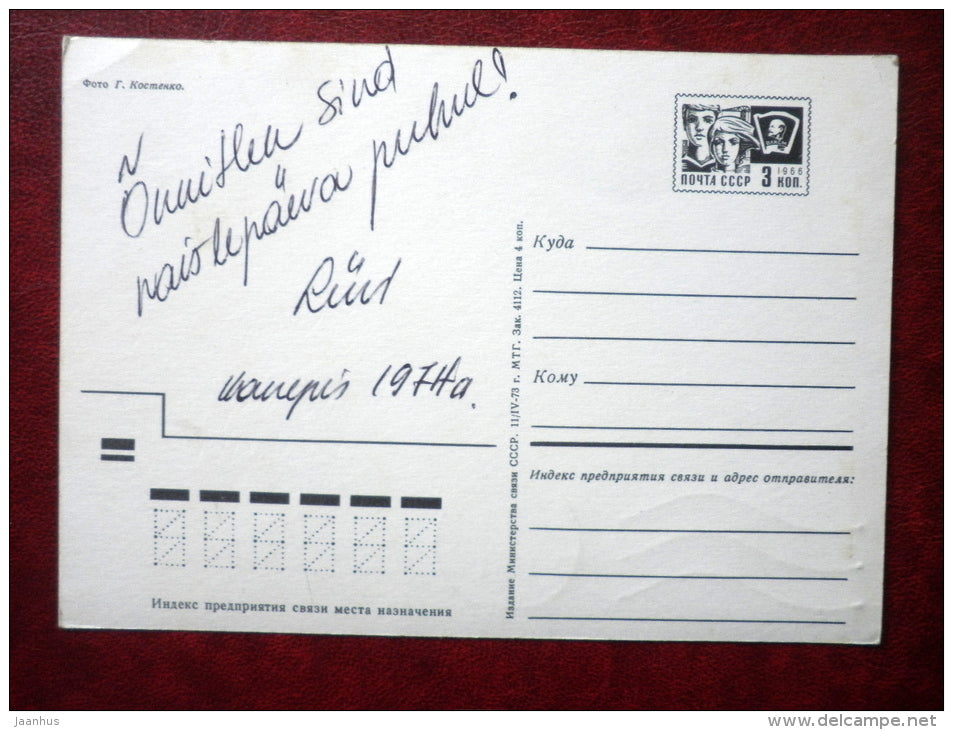 Фото Г. Костенко.
Õnnitlen Sind
naistepäeva puhul!
Kanepis 1974a.
ПОЧТА СССР 3 КОП.
1966
ВЛКСМ
Куда
Кому
Индекс предприятия связи и адрес отправителя:
Издание Министерства связи СССР. 11/IV-73 г. МТГ. Зак. 4112. Цена 4 коп.
Индекс предприятия связи места назначения
jaanhus
www.delcampe.net